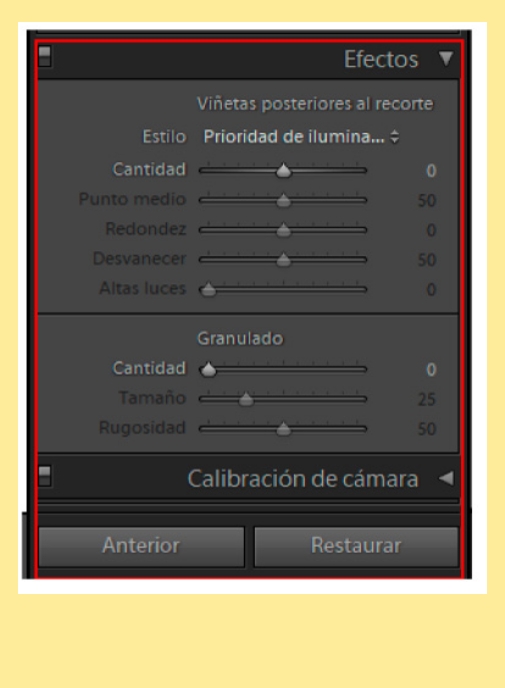 Efectos
Viñetas posteriores al recorte
Estilo Prioridad de ilumina...
Cantidad 0
Punto medio 50
Redondez 0
Desvanecer 50
Altas luces 0
Granulado
Cantidad 0
Tamaño 25
Rugosidad 50
Calibración de cámara
Anterior Restaurar